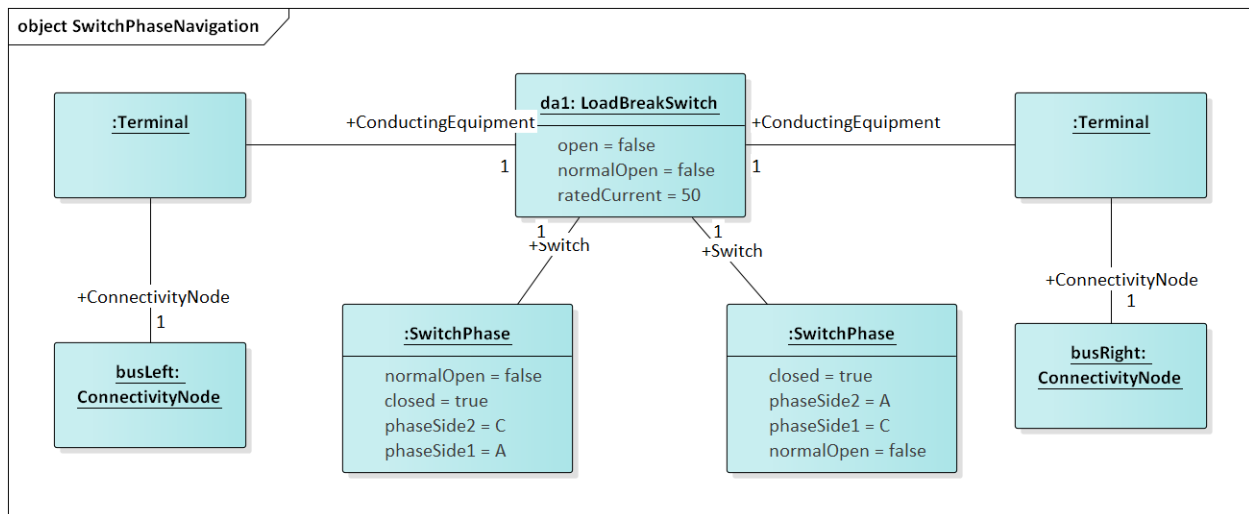 object SwitchPhaseNavigation
:Terminal
+ConductingEquipment
1
da1: LoadBreakSwitch
open = false
normalOpen = false
ratedCurrent = 50
+ConductingEquipment
1
:Terminal
1
+Switch
1
+Switch
+ConnectivityNode
1
busLeft:
ConnectivityNode
:SwitchPhase
normalOpen = false
closed = true
phaseSide2 = C
phaseSide1 = A
:SwitchPhase
closed = true
phaseSide2 = A
phaseSide1 = C
normalOpen = false
+ConnectivityNode
1
busRight:
ConnectivityNode